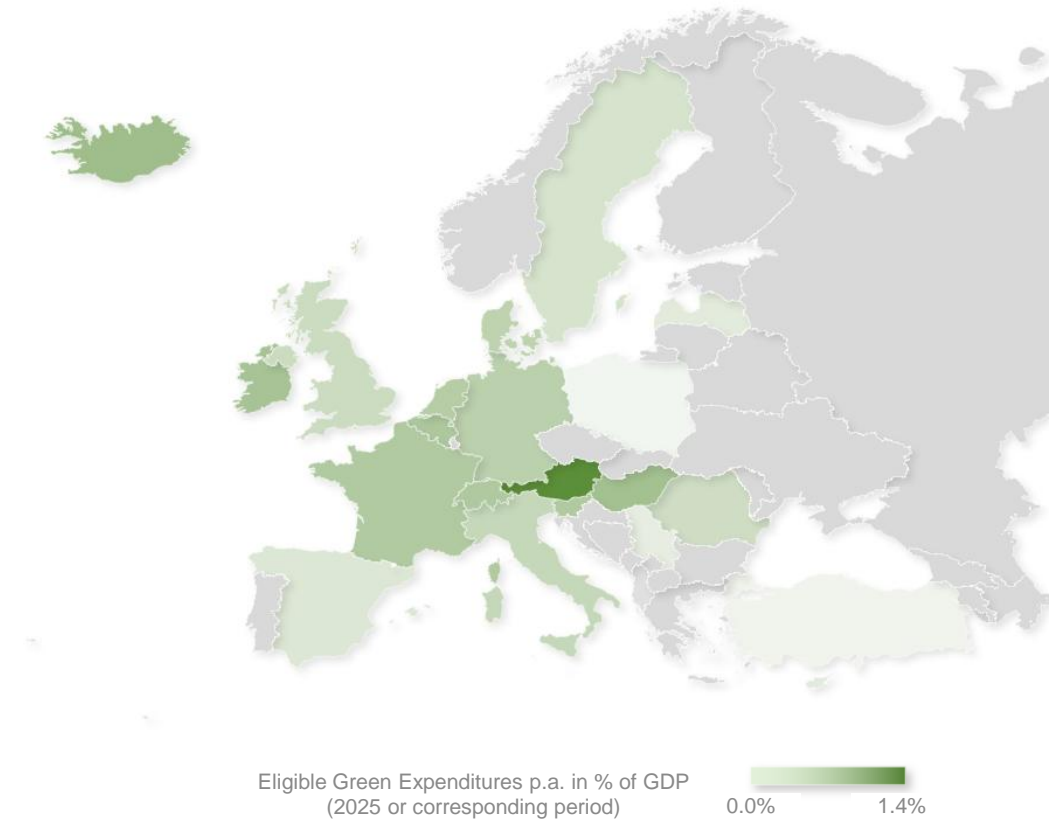 Eligible Green Expenditures p.a. in % of GDP
(2025 or corresponding period)
0.0%
1.4%